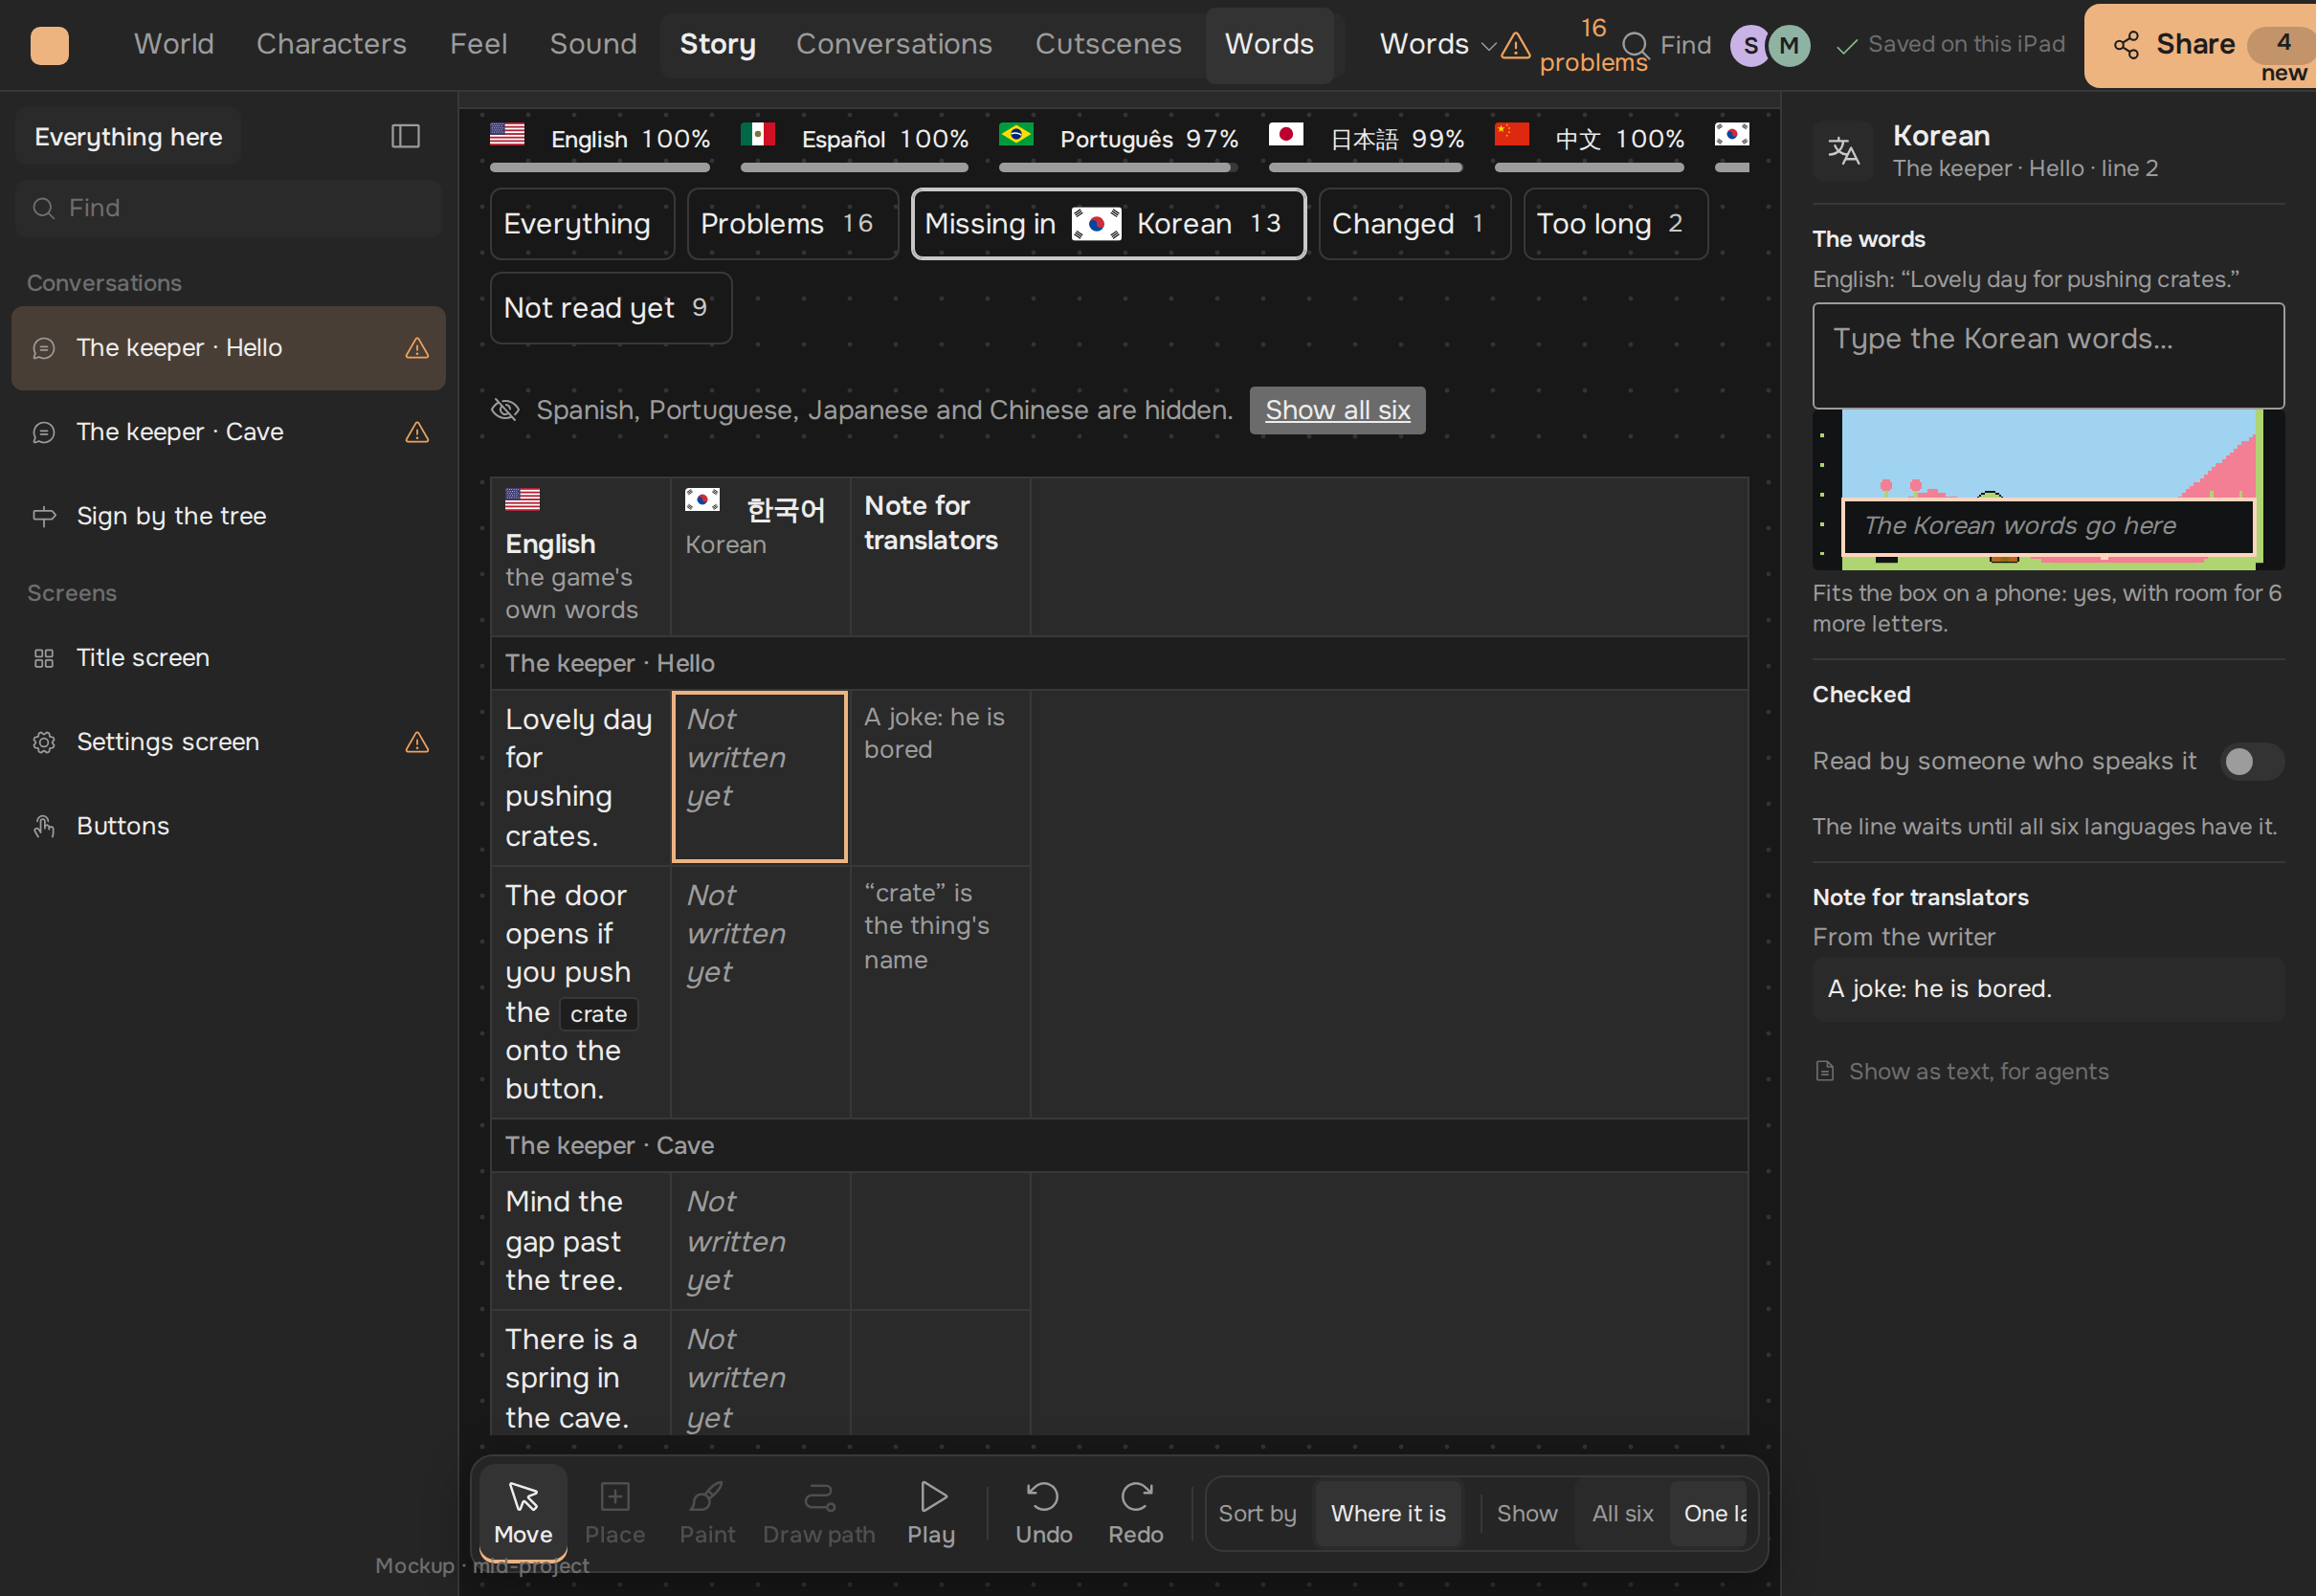 World Characters Feel Sound Story Conversations Cutscenes Words Words 16 problems Find S M Saved on this iPad Share 4 new
Everything here
Find
Conversations
The keeper · Hello
The keeper · Cave
Sign by the tree
Screens
Title screen
Settings screen
Buttons
English 100% Español 100% Português 97% 日本語 99% 中文 100%
Everything Problems 16 Missing in Korean 13 Changed 1 Too long 2
Not read yet 9
Spanish, Portuguese, Japanese and Chinese are hidden. Show all six
English
the game's
own words
한국어
Korean
Note for
translators
The keeper · Hello
Lovely day
for
pushing
crates.
Not
written
yet
A joke: he is
bored
The door
opens if
you push
the crate
onto the
button.
Not
written
yet
“crate” is
the thing's
name
The keeper · Cave
Mind the
gap past
the tree.
Not
written
yet
There is a
spring in
the cave.
Not
written
yet
Move Place Paint Draw path Play Undo Redo Sort by Where it is Show All six One la
Mockup · mid-project
Korean
The keeper · Hello · line 2
The words
English: “Lovely day for pushing crates.”
Type the Korean words...
The Korean words go here
Fits the box on a phone: yes, with room for 6
more letters.
Checked
Read by someone who speaks it
The line waits until all six languages have it.
Note for translators
From the writer
A joke: he is bored.
Show as text, for agents